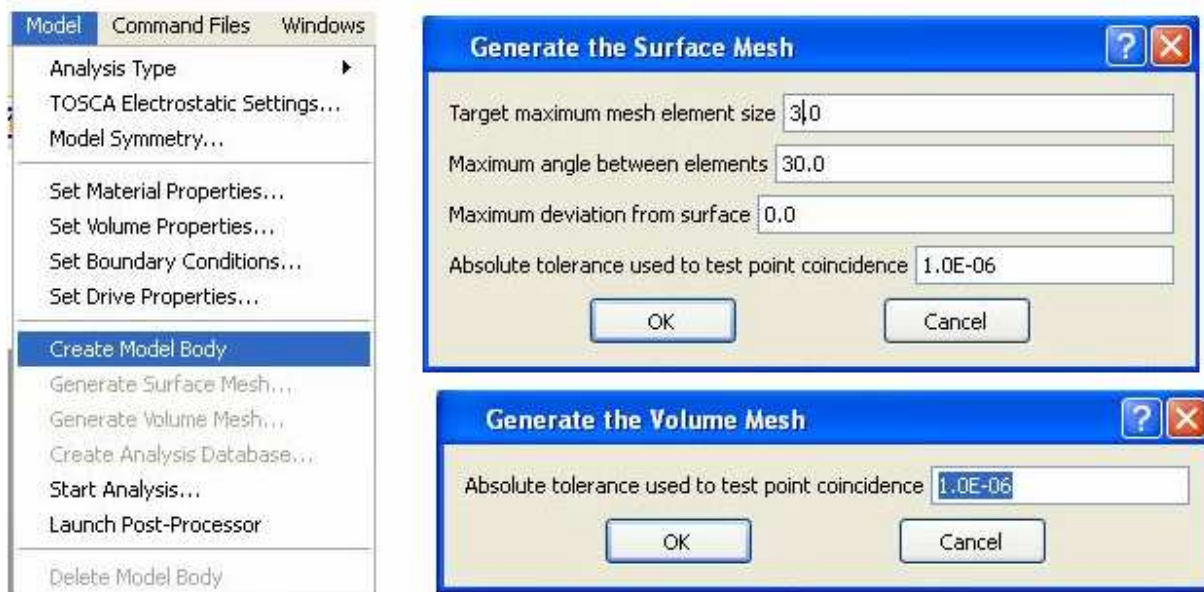 Model Command Files Windows
Analysis Type
TOSCA Electrostatic Settings...
Model Symmetry...
Set Material Properties...
Set Volume Properties...
Set Boundary Conditions...
Set Drive Properties...
Create Model Body
Generate Surface Mesh...
Generate Volume Mesh...
Create Analysis Database...
Start Analysis...
Launch Post-Processor
Delete Model Body
Generate the Surface Mesh
Target maximum mesh element size 3.0
Maximum angle between elements 30.0
Maximum deviation from surface 0.0
Absolute tolerance used to test point coincidence 1.0E-06
OK Cancel
Generate the Volume Mesh
Absolute tolerance used to test point coincidence 1.0E-06
OK Cancel